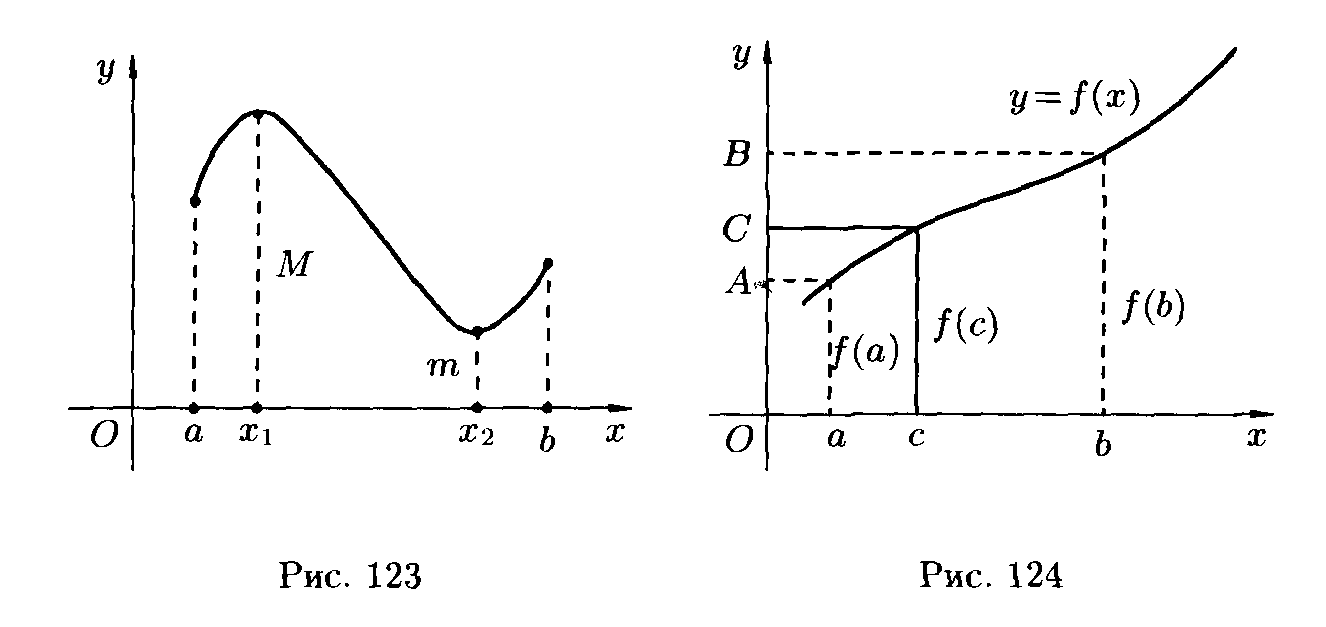 y
M
m
O a x₁ x₂ b x
Рис. 123
y
y = f(x)
B
C
A
f(a) f(c) f(b)
O a c b x
Рис. 124